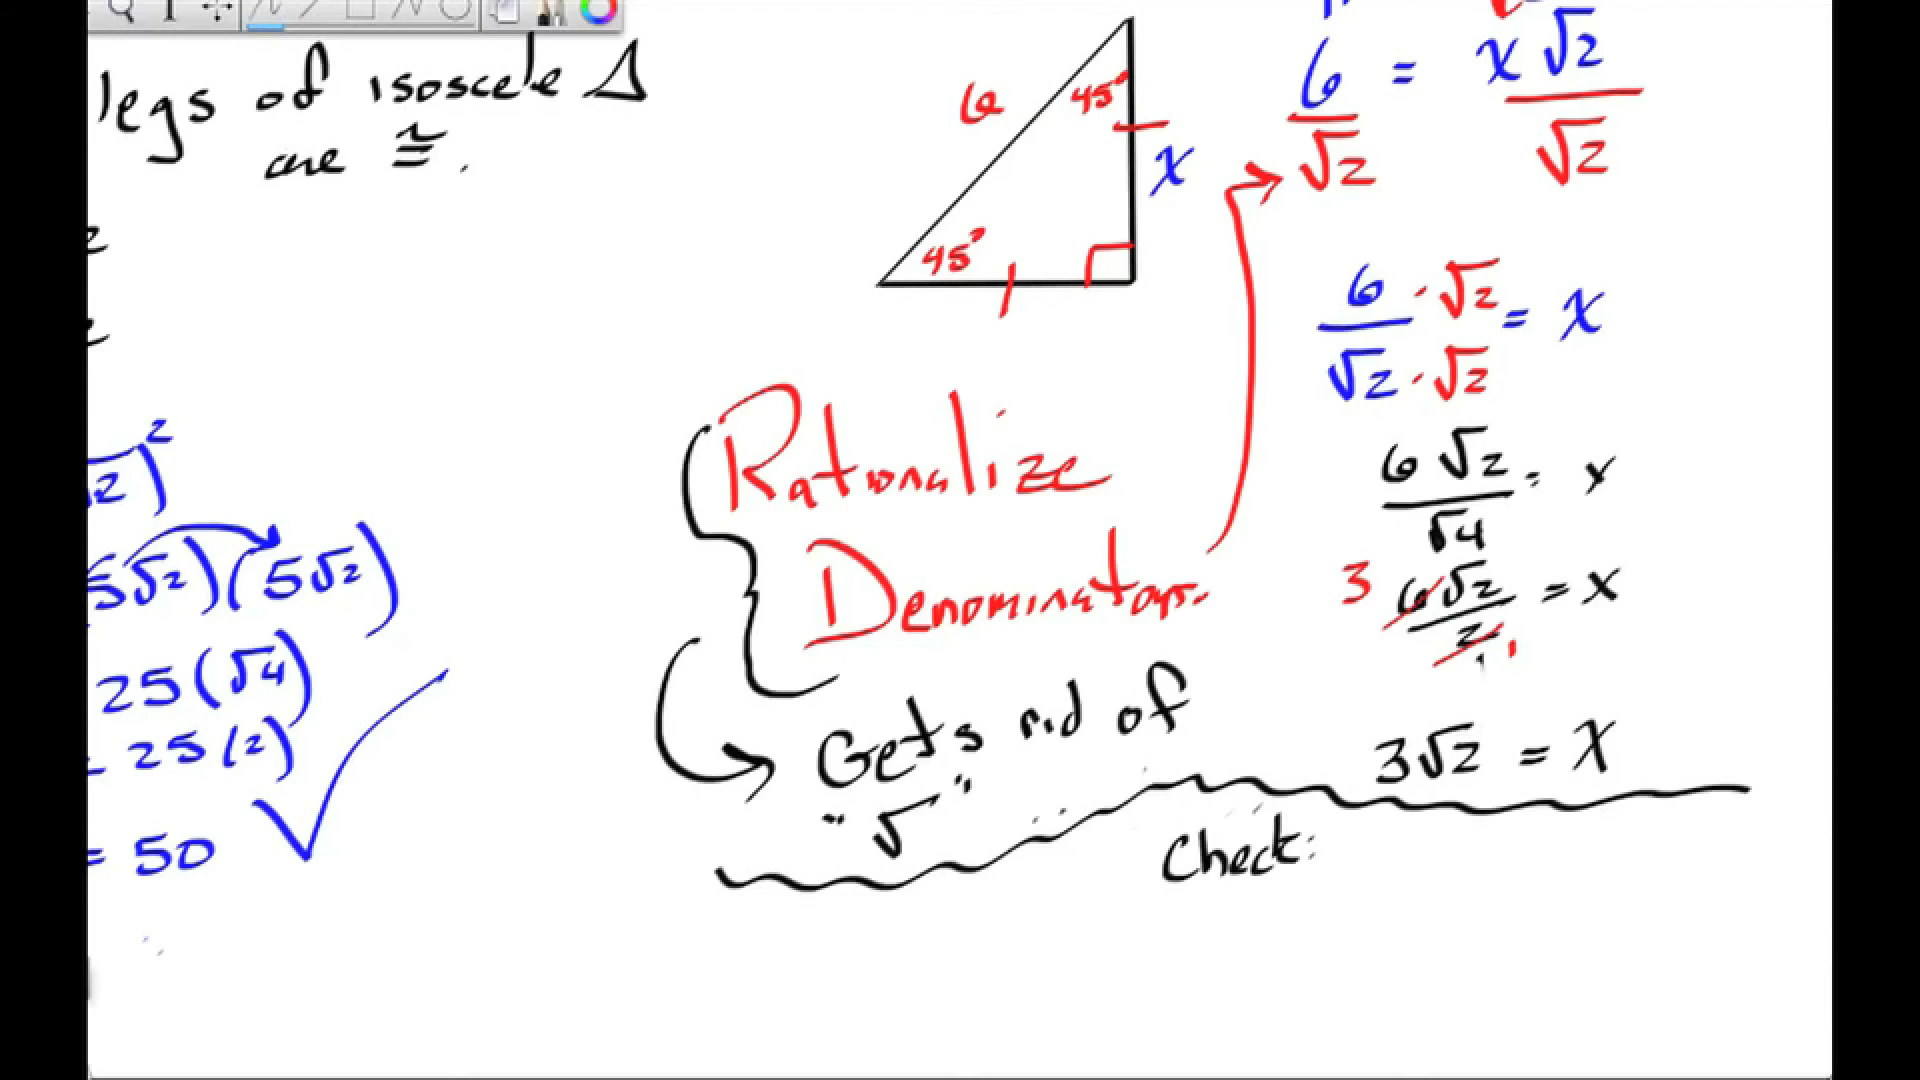 legs of isoscele Δ
are ≅.
2)²
5√2)(5√2)
25(√4)
25(2)
= 50 ✓
6
45°
45°
x
6/√2 = x√2/√2
6·√2/√2·√2 = x
6√2/√4 = x
3 6√2/2 1 = x
3√2 = x
Rationalize
Denominators.
Gets rid of
"√"
Check: